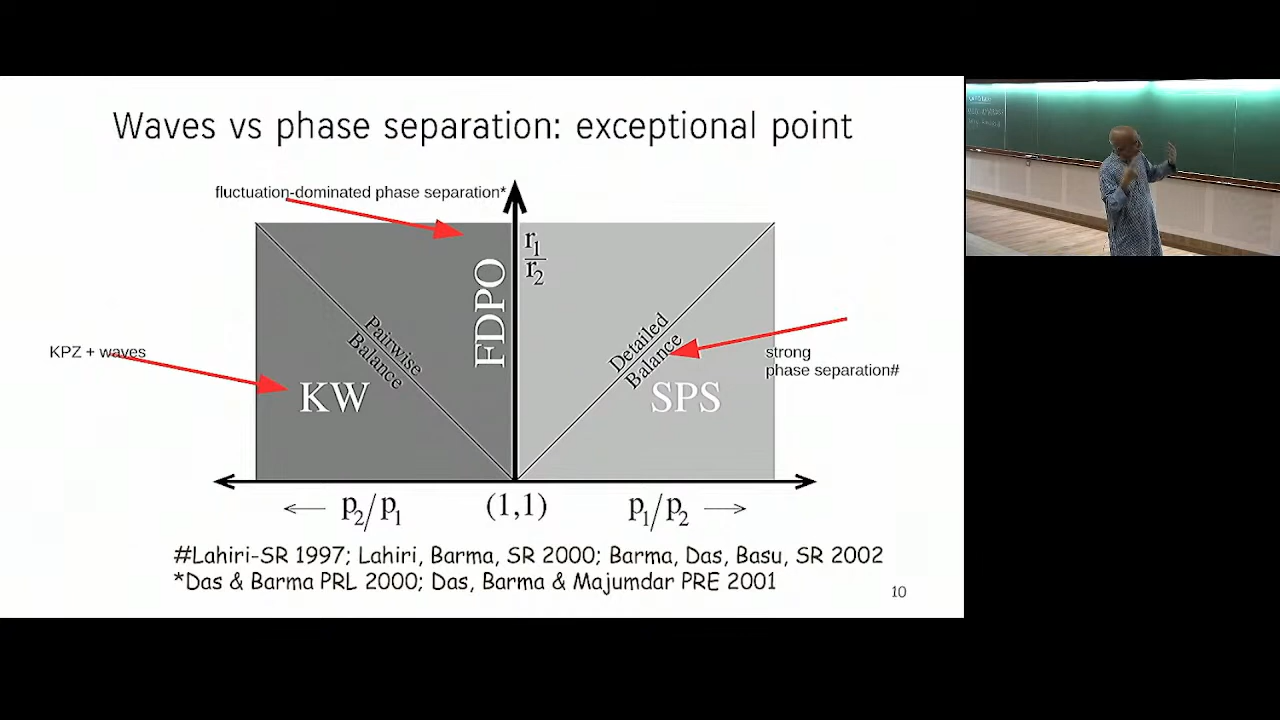 Waves vs phase separation: exceptional point
fluctuation-dominated phase separation*
r1
r2
FDPO
Pairwise
Balance
Detailed
Balance
KPZ + waves
strong
phase separation#
KW
SPS
← p2/p1
(1,1)
p1/p2 →
#Lahiri-SR 1997; Lahiri, Barma, SR 2000; Barma, Das, Basu, SR 2002
*Das & Barma PRL 2000; Das, Barma & Majumdar PRE 2001
10